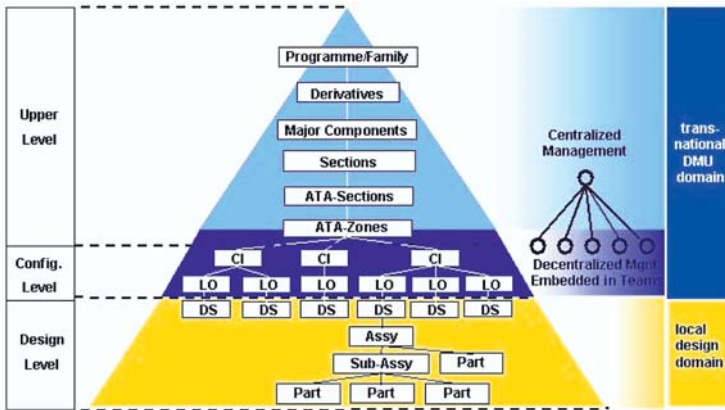 Programme/Family
Derivatives
Upper
Level
Major Components
Sections
ATA-Sections
ATA-Zones
Centralized
Management
trans-
national
DMU
domain
Config.
Level
CI CI CI
LO LO LO LO LO LO
Decentralized Mgnt.
Embedded in Teams
Design
Level
DS DS DS DS DS DS
Assy
Sub-Assy Part
Part Part Part
local
design
domain